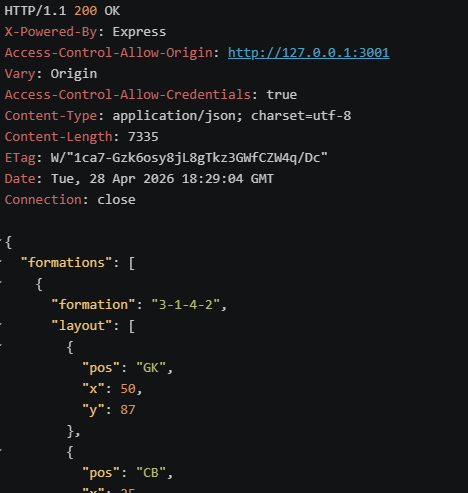 HTTP/1.1 200 OK
X-Powered-By: Express
Access-Control-Allow-Origin: http://127.0.0.1:3001
Vary: Origin
Access-Control-Allow-Credentials: true
Content-Type: application/json; charset=utf-8
Content-Length: 7335
ETag: W/"1ca7-Gzk6osy8jL8gTkz3GWfCZW4q/Dc"
Date: Tue, 28 Apr 2026 18:29:04 GMT
Connection: close
{
"formations": [
{
"formation": "3-1-4-2",
"layout": [
{
"pos": "GK",
"x": 50,
"y": 87
},
{
"pos": "CB",
"x": 25